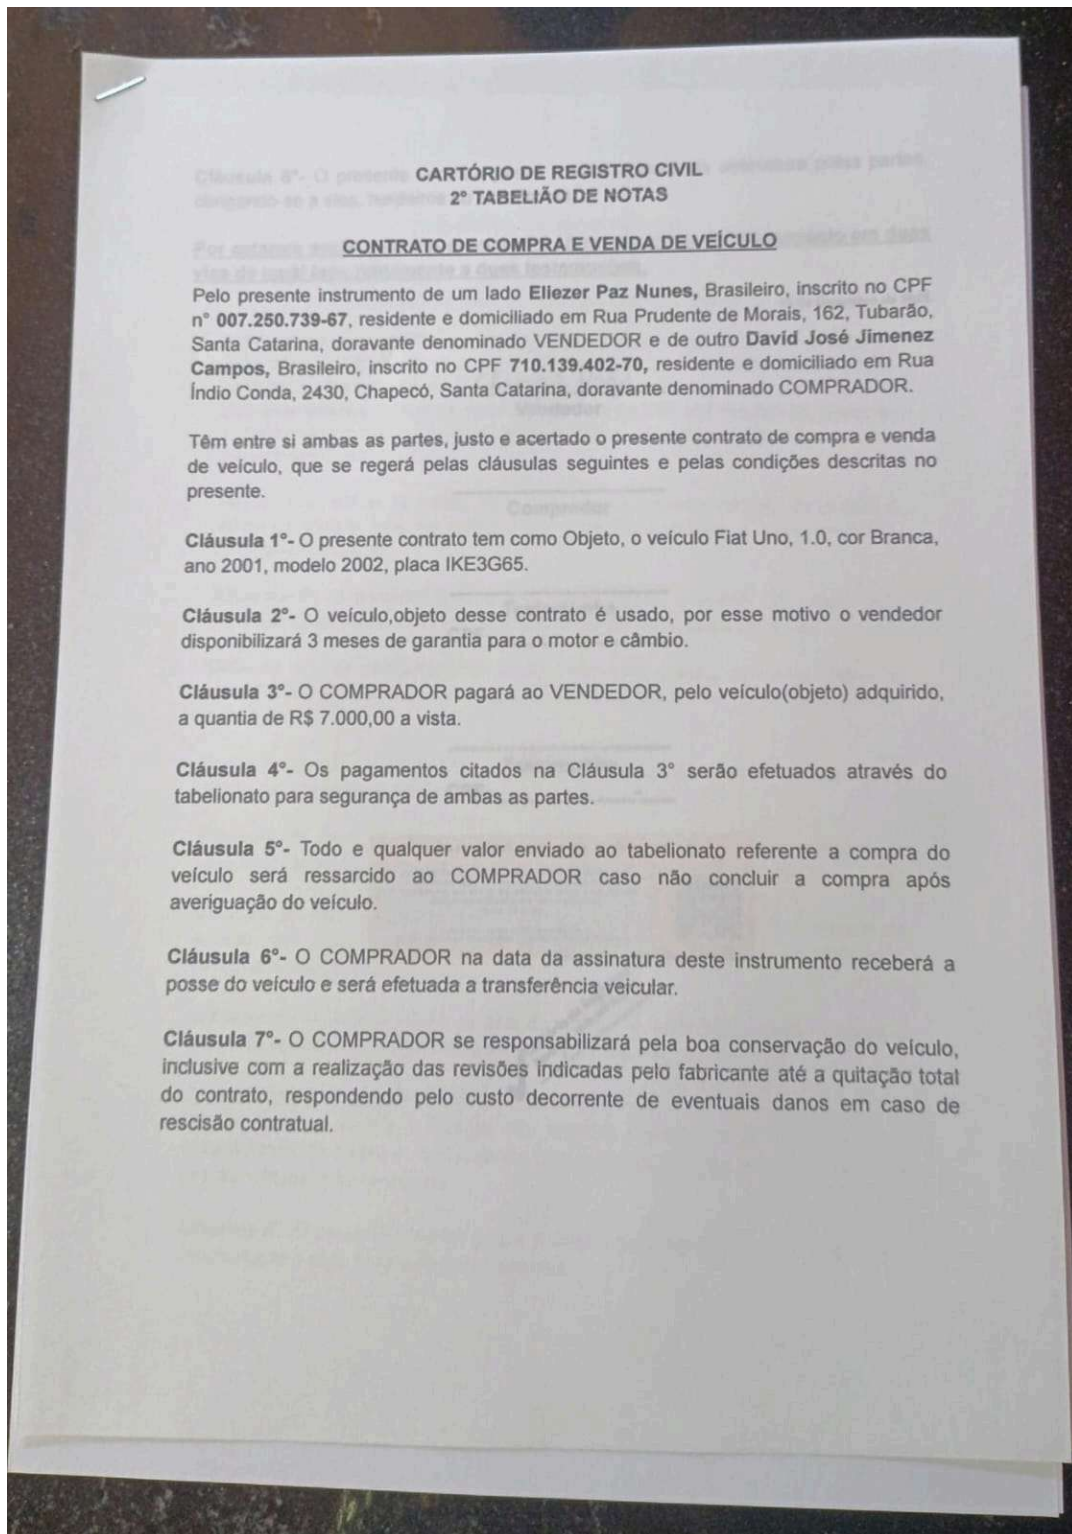 CARTÓRIO DE REGISTRO CIVIL
2º TABELIÃO DE NOTAS
CONTRATO DE COMPRA E VENDA DE VEÍCULO
Pelo presente instrumento de um lado Eliezer Paz Nunes, Brasileiro, inscrito no CPF
n° 007.250.739-67, residente e domiciliado em Rua Prudente de Morais, 162, Tubarão,
Santa Catarina, doravante denominado VENDEDOR e de outro David José Jimenez
Campos, Brasileiro, inscrito no CPF 710.139.402-70, residente e domiciliado em Rua
Índio Conda, 2430, Chapecó, Santa Catarina, doravante denominado COMPRADOR.
Têm entre si ambas as partes, justo e acertado o presente contrato de compra e venda
de veículo, que se regerá pelas cláusulas seguintes e pelas condições descritas no
presente.
Cláusula 1º- O presente contrato tem como Objeto, o veículo Fiat Uno, 1.0, cor Branca,
ano 2001, modelo 2002, placa IKE3G65.
Cláusula 2º- O veículo,objeto desse contrato é usado, por esse motivo o vendedor
disponibilizará 3 meses de garantia para o motor e câmbio.
Cláusula 3º- O COMPRADOR pagará ao VENDEDOR, pelo veículo(objeto) adquirido,
a quantia de R$ 7.000,00 a vista.
Cláusula 4º- Os pagamentos citados na Cláusula 3° serão efetuados através do
tabelionato para segurança de ambas as partes.
Cláusula 5º- Todo e qualquer valor enviado ao tabelionato referente a compra do
veículo será ressarcido ao COMPRADOR caso não concluir a compra após
averiguação do veículo.
Cláusula 6º- O COMPRADOR na data da assinatura deste instrumento receberá a
posse do veículo e será efetuada a transferência veicular.
Cláusula 7º- O COMPRADOR se responsabilizará pela boa conservação do veículo,
inclusive com a realização das revisões indicadas pelo fabricante até a quitação total
do contrato, respondendo pelo custo decorrente de eventuais danos em caso de
rescisão contratual.